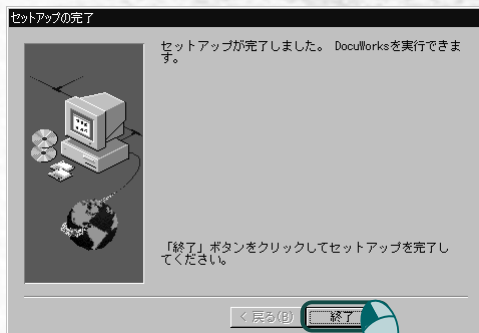 セットアップの完了
セットアップが完了しました。 DocuWorksを実行できま
す。
「終了」ボタンをクリックしてセットアップを完了し
てください。
< 戻る(B)
終了